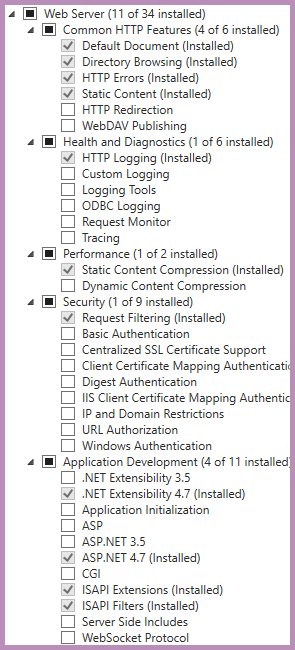 Web Server (11 of 34 installed)
Common HTTP Features (4 of 6 installed)
Default Document (Installed)
Directory Browsing (Installed)
HTTP Errors (Installed)
Static Content (Installed)
HTTP Redirection
WebDAV Publishing
Health and Diagnostics (1 of 6 installed)
HTTP Logging (Installed)
Custom Logging
Logging Tools
ODBC Logging
Request Monitor
Tracing
Performance (1 of 2 installed)
Static Content Compression (Installed)
Dynamic Content Compression
Security (1 of 9 installed)
Request Filtering (Installed)
Basic Authentication
Centralized SSL Certificate Support
Client Certificate Mapping Authenticatio
Digest Authentication
IIS Client Certificate Mapping Authentic
IP and Domain Restrictions
URL Authorization
Windows Authentication
Application Development (4 of 11 installed)
.NET Extensibility 3.5
.NET Extensibility 4.7 (Installed)
Application Initialization
ASP
ASP.NET 3.5
ASP.NET 4.7 (Installed)
CGI
ISAPI Extensions (Installed)
ISAPI Filters (Installed)
Server Side Includes
WebSocket Protocol